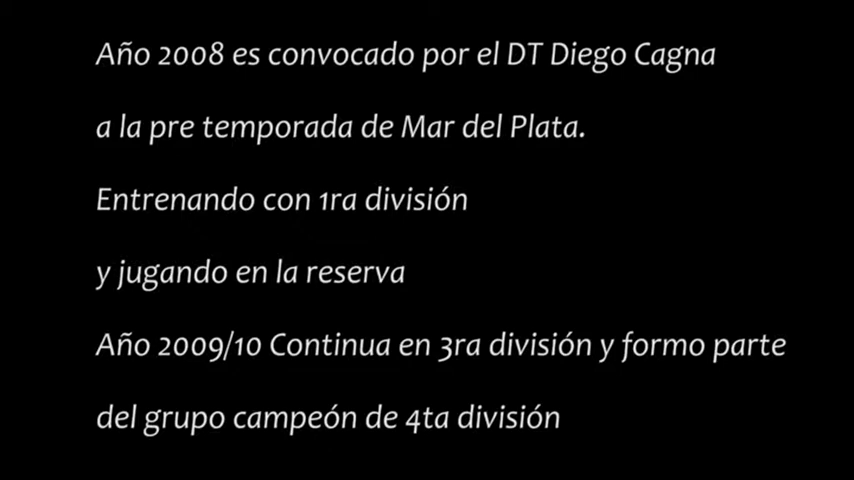 Año 2008 es convocado por el DT Diego Cagna
a la pre temporada de Mar del Plata.
Entrenando con 1ra división
y jugando en la reserva
Año 2009/10 Continua en 3ra división y formo parte
del grupo campeón de 4ta división